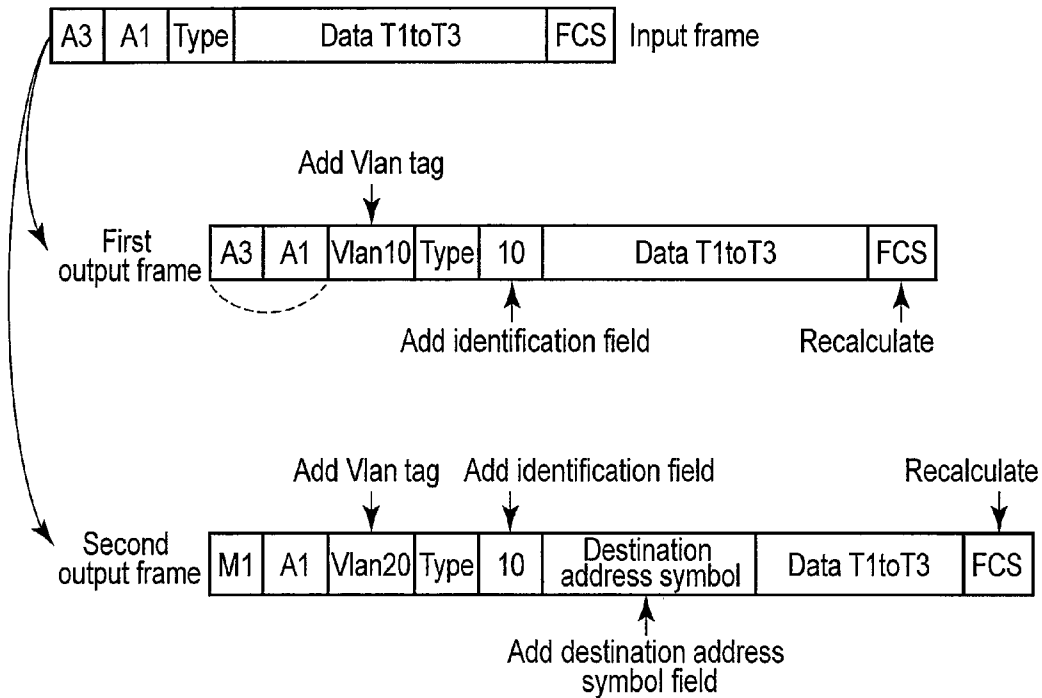 A3 A1 Type Data T1toT3 FCS Input frame
Add Vlan tag
First
output frame
A3 A1 Vlan10 Type 10 Data T1toT3 FCS
Add identification field Recalculate
Add Vlan tag Add identification field Recalculate
Second
output frame
M1 A1 Vlan20 Type 10 Destination
address symbol Data T1toT3 FCS
Add destination address
symbol field